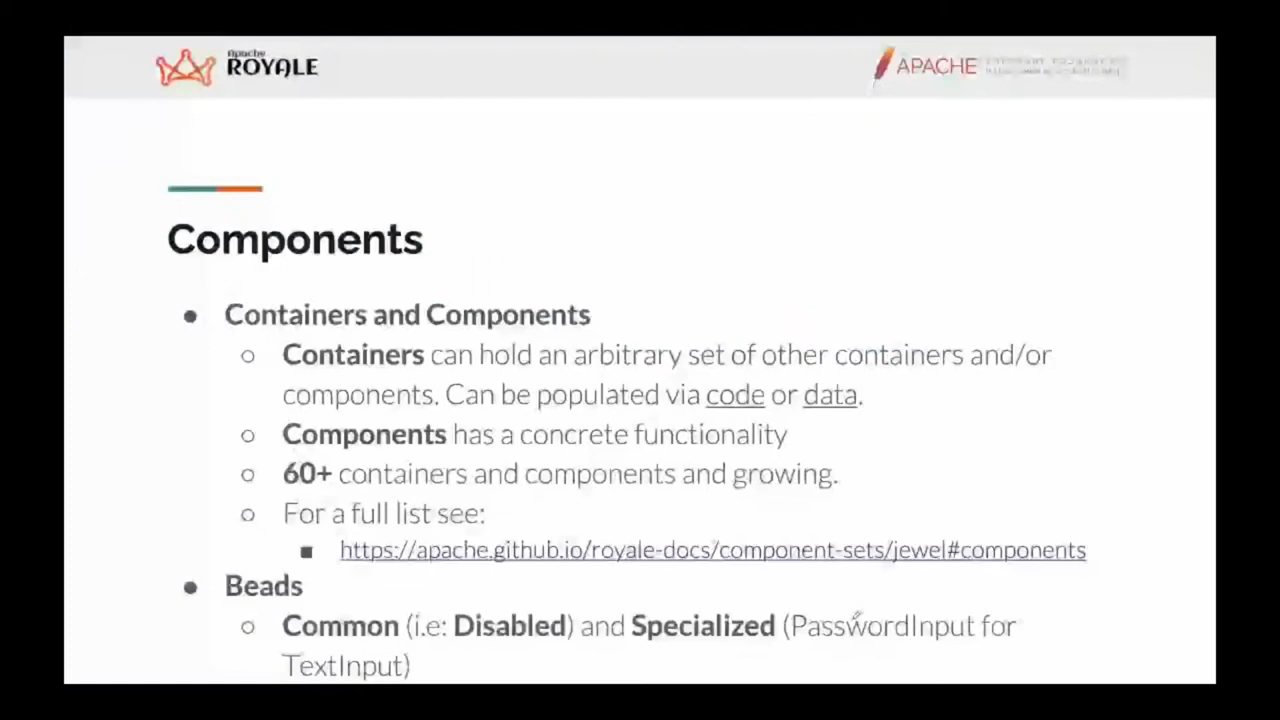 Apache
ROYALE
APACHE
Components
● Containers and Components
○ Containers can hold an arbitrary set of other containers and/or
components. Can be populated via code or data.
○ Components has a concrete functionality
○ 60+ containers and components and growing.
○ For a full list see:
■ https://apache.github.io/royale-docs/component-sets/jewel#components
● Beads
○ Common (i.e: Disabled) and Specialized (PasswordInput for
TextInput)